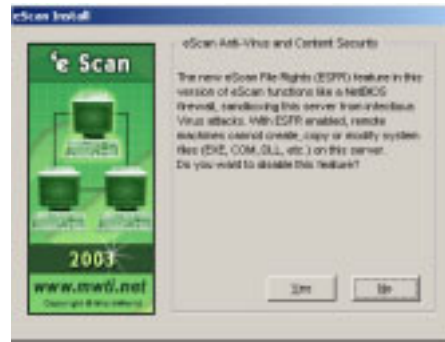 eScan Install
'e Scan
2003
www.mwti.net
eScan Anti-Virus and Content Security
The new eScan File Rights (ESFR) feature in this
version of eScan functions like a NetBIOS
firewall, sandboxing this server from infectious
Virus attacks. With ESFR enabled, remote
machines cannot create, copy or modify system
files (EXE, COM, DLL, etc.) on this server.
Do you want to disable this feature?
Yes
No